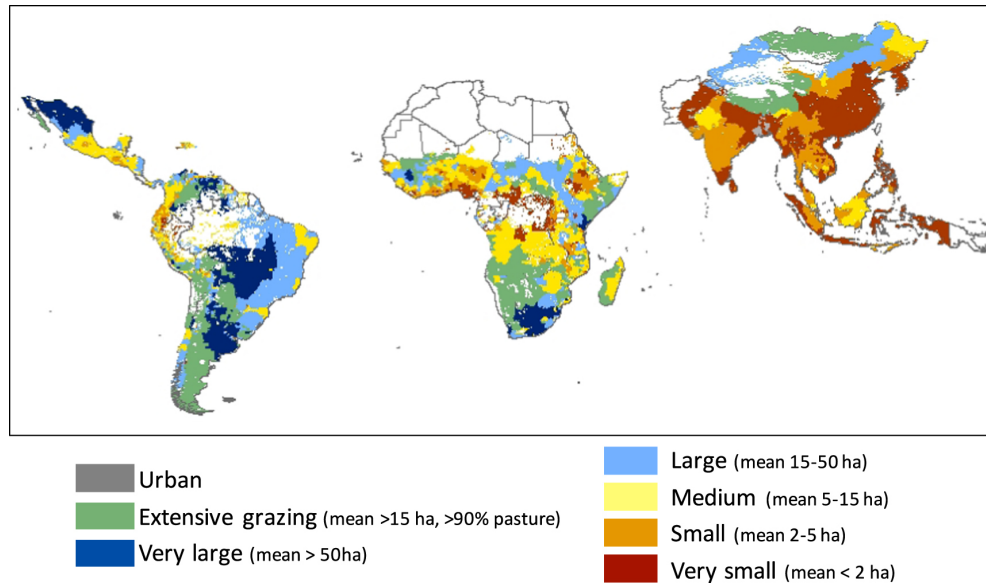 Urban
Extensive grazing (mean >15 ha, >90% pasture)
Very large (mean > 50ha)
Large (mean 15-50 ha)
Medium (mean 5-15 ha)
Small (mean 2-5 ha)
Very small (mean < 2 ha)